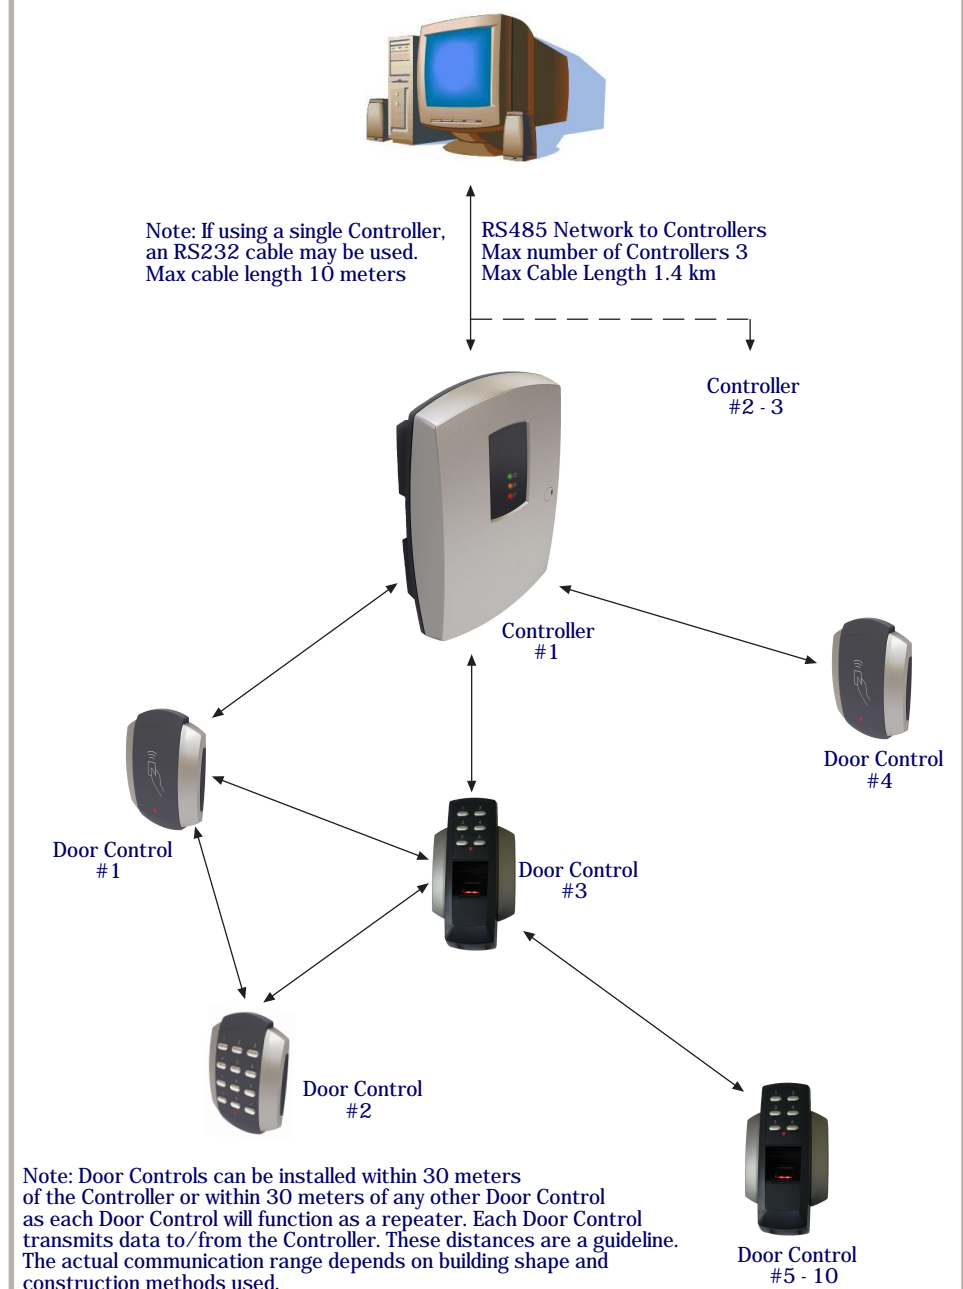 Note: If using a single Controller,
an RS232 cable may be used.
Max cable length 10 meters
RS485 Network to Controllers
Max number of Controllers 3
Max Cable Length 1.4 km
Controller
#2 - 3
Controller
#1
Door Control
#4
Door Control
#1
Door Control
#3
Door Control
#2
Note: Door Controls can be installed within 30 meters
of the Controller or within 30 meters of any other Door Control
as each Door Control will function as a repeater. Each Door Control
transmits data to/from the Controller. These distances are a guideline.
The actual communication range depends on building shape and
construction methods used.
Door Control
#5 - 10